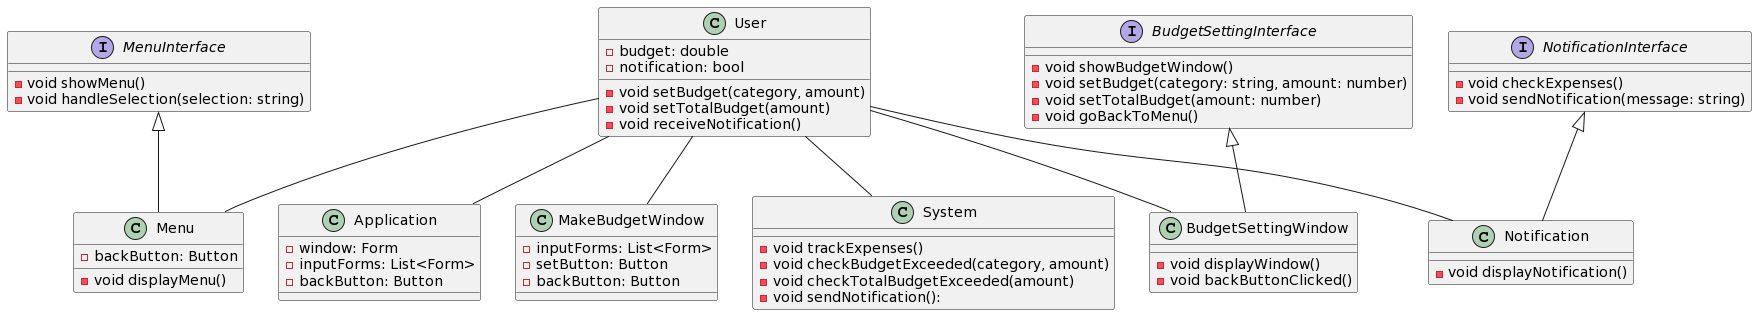 I MenuInterface
void showMenu()
void handleSelection(selection: string)
C User
budget: double
notification: bool
void setBudget(category, amount)
void setTotalBudget(amount)
void receiveNotification()
I BudgetSettingInterface
void showBudgetWindow()
void setBudget(category: string, amount: number)
void setTotalBudget(amount: number)
void goBackToMenu()
I NotificationInterface
void checkExpenses()
void sendNotification(message: string)
C Menu
backButton: Button
void displayMenu()
C Application
window: Form
inputForms: List<Form>
backButton: Button
C MakeBudgetWindow
inputForms: List<Form>
setButton: Button
backButton: Button
C System
void trackExpenses()
void checkBudgetExceeded(category, amount)
void checkTotalBudgetExceeded(amount)
void sendNotification():
C BudgetSettingWindow
void displayWindow()
void backButtonClicked()
C Notification
void displayNotification()